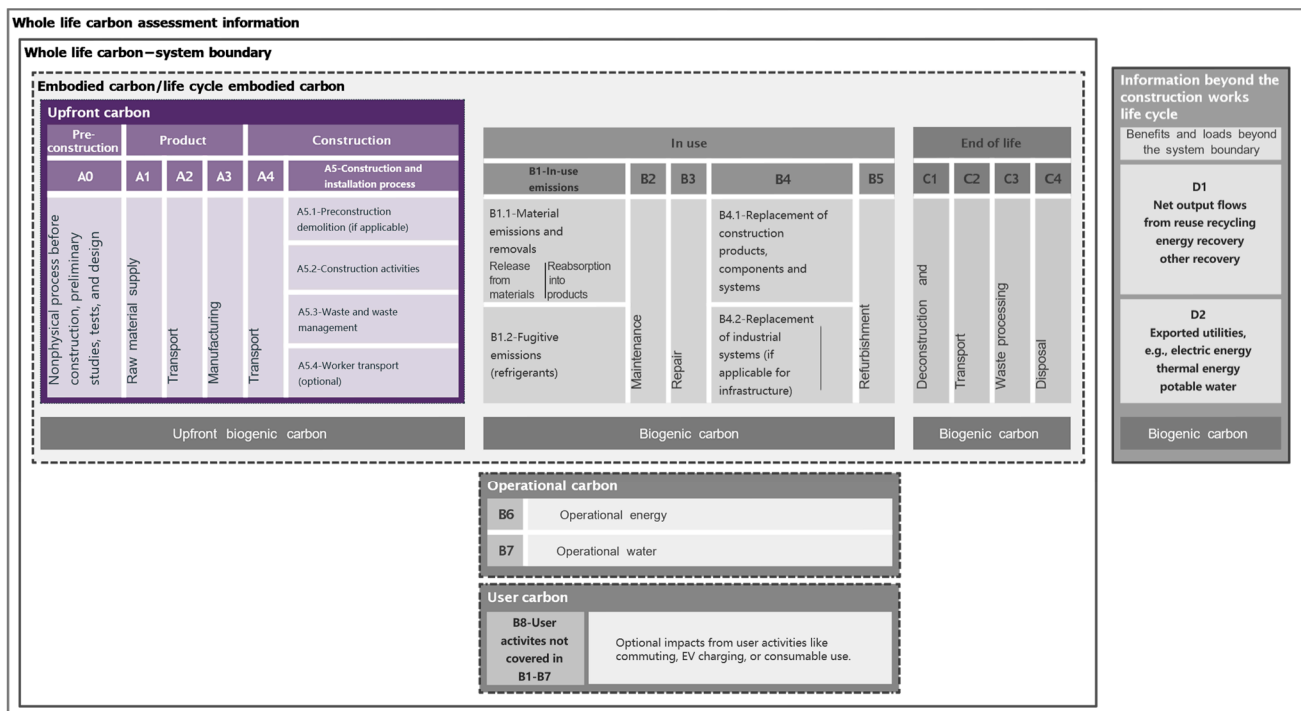 Whole life carbon assessment information
Whole life carbon–system boundary
Embodied carbon/life cycle embodied carbon
Upfront carbon
Pre-
construction
Product
Construction
A0
A1
A2
A3
A4
A5-Construction and
installation process
Nonphysical process before
construction, preliminary
studies, tests, and design
Raw material supply
Transport
Manufacturing
Transport
A5.1-Preconstruction
demolition (if applicable)
A5.2-Construction activities
A5.3-Waste and waste
management
A5.4-Worker transport
(optional)
Upfront biogenic carbon
In use
B1-In-use
emissions
B2
B3
B4
B5
B1.1-Material
emissions and
removals
Release
from
materials
Reabsorption
into
products
B1.2-Fugitive
emissions
(refrigerants)
Maintenance
Repair
B4.1-Replacement of
construction
products,
components and
systems
B4.2-Replacement
of industrial
systems (if
applicable for
infrastructure)
Refurbishment
Biogenic carbon
End of life
C1
C2
C3
C4
Deconstruction and
Transport
Waste processing
Disposal
Biogenic carbon
Operational carbon
B6
Operational energy
B7
Operational water
User carbon
B8-User
activites not
covered in
B1-B7
Optional impacts from user activities like
commuting, EV charging, or consumable use.
Information beyond the
construction works
life cycle
Benefits and loads beyond
the system boundary
D1
Net output flows
from reuse recycling
energy recovery
other recovery
D2
Exported utilities,
e.g., electric energy
thermal energy
potable water
Biogenic carbon